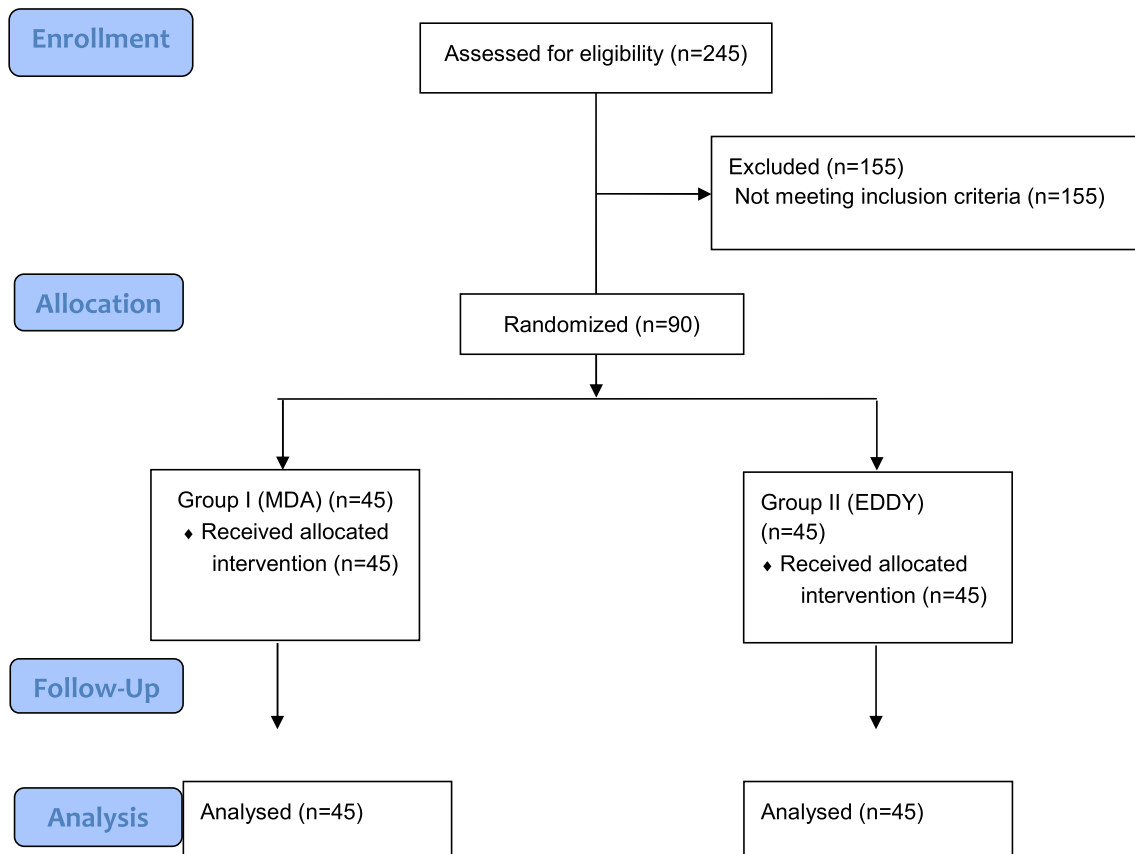 Enrollment
Assessed for eligibility (n=245)
Excluded (n=155)
Not meeting inclusion criteria (n=155)
Allocation
Randomized (n=90)
Group I (MDA) (n=45)
♦ Received allocated
intervention (n=45)
Group II (EDDY)
(n=45)
♦ Received allocated
intervention (n=45)
Follow-Up
Analysis
Analysed (n=45)
Analysed (n=45)